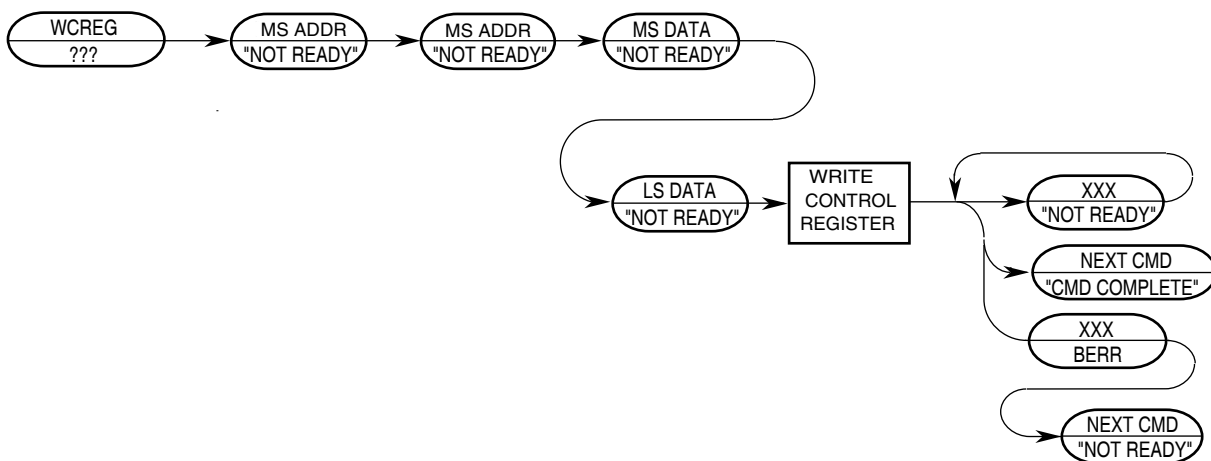 WCREG
???
MS ADDR
"NOT READY"
MS ADDR
"NOT READY"
MS DATA
"NOT READY"
LS DATA
"NOT READY"
WRITE
CONTROL
REGISTER
XXX
"NOT READY"
NEXT CMD
"CMD COMPLETE"
XXX
BERR
NEXT CMD
"NOT READY"